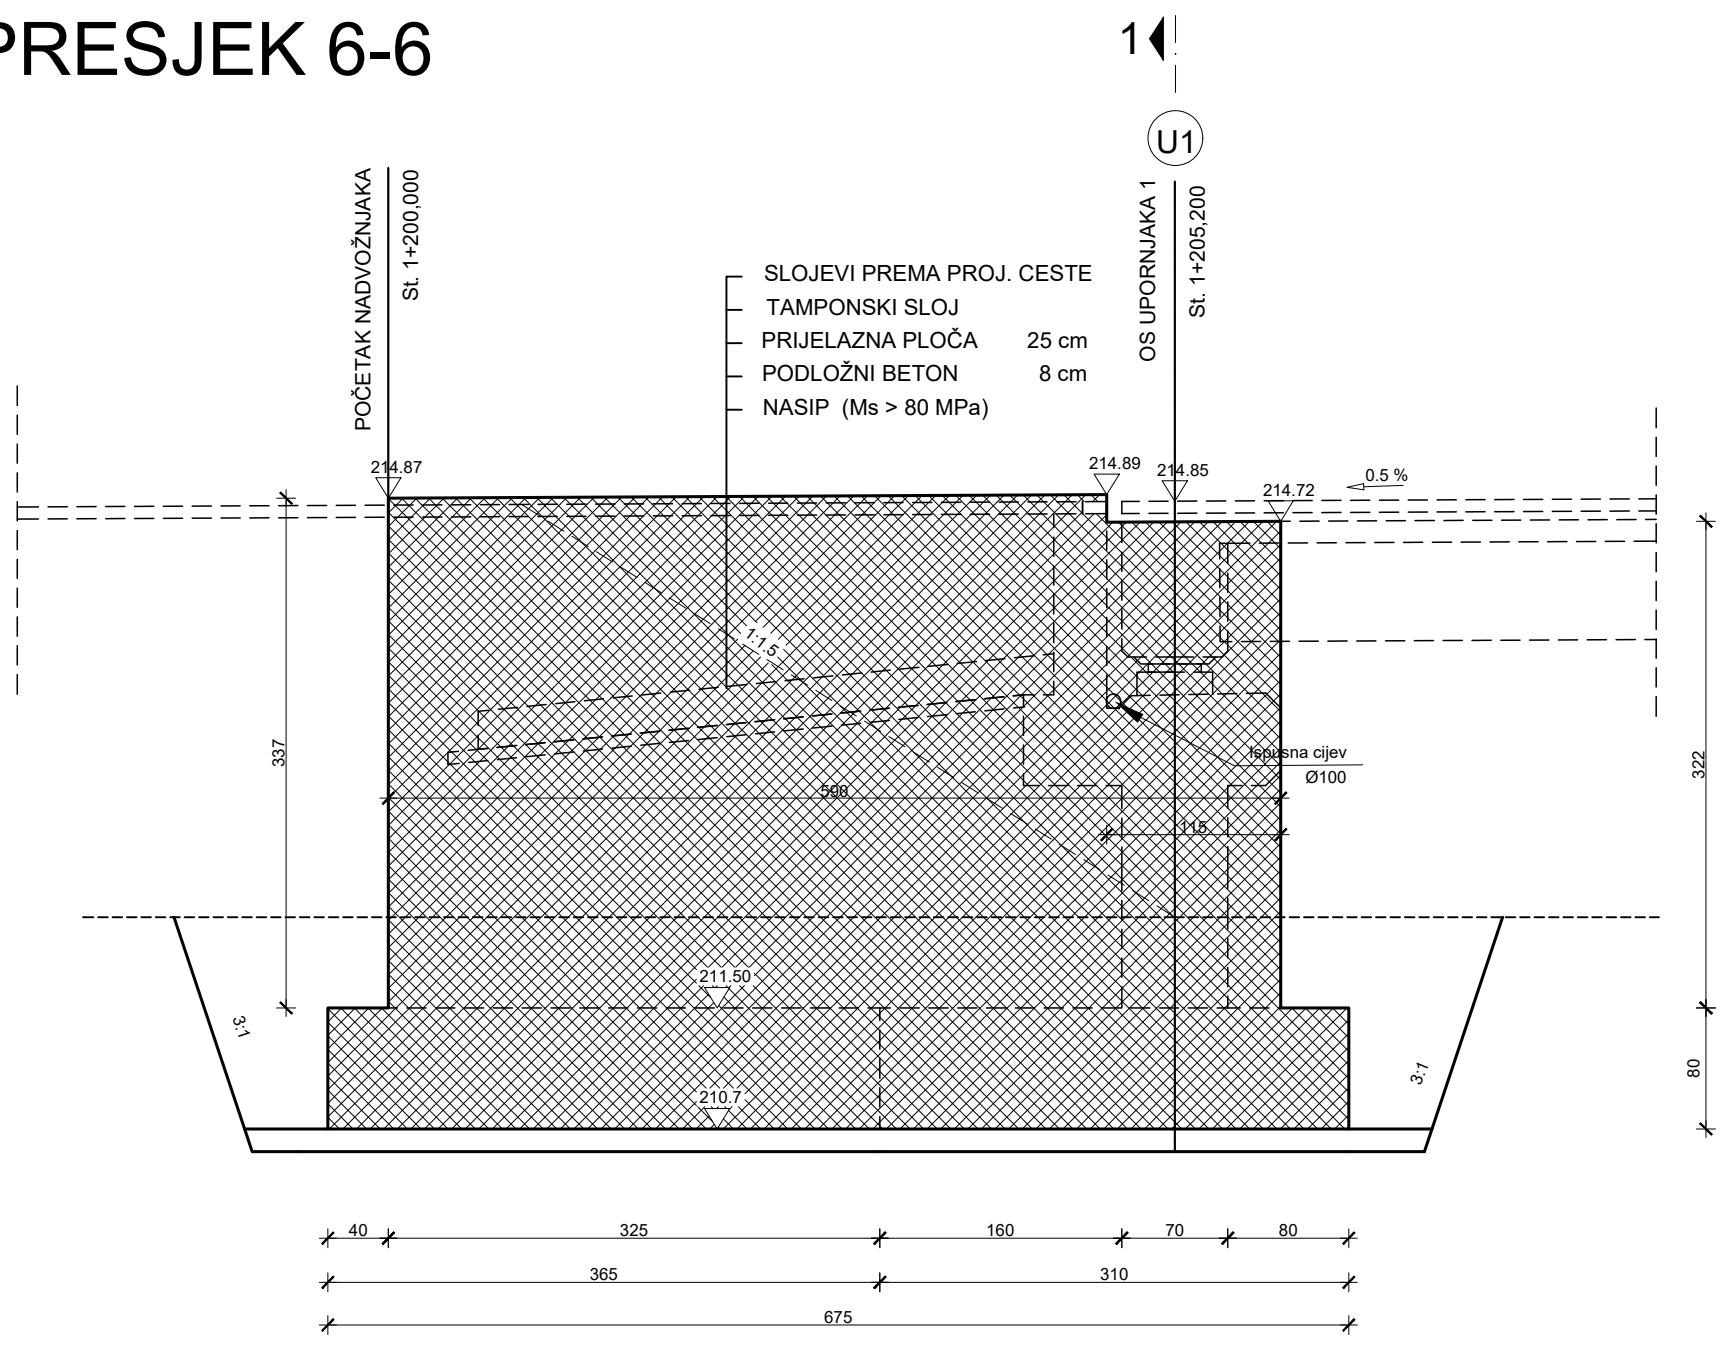 PRESJEK 6-6
1
U1
POČETAK NADVOŽNJAKA
St. 1+200,000
OS UPORNJAKA 1
St. 1+205,200
SLOJEVI PREMA PROJ. CESTE
TAMPONSKI SLOJ
PRIJELAZNA PLOČA 25 cm
PODLOŽNI BETON 8 cm
NASIP (Ms > 80 MPa)
214.87
214.89
214.85
214.72
0.5 %
1:1.5
337
322
Ispusna cijev
Ø100
590
115
211.50
3:1
3:1
80
210.7
40 325 160 70 80
365 310
675